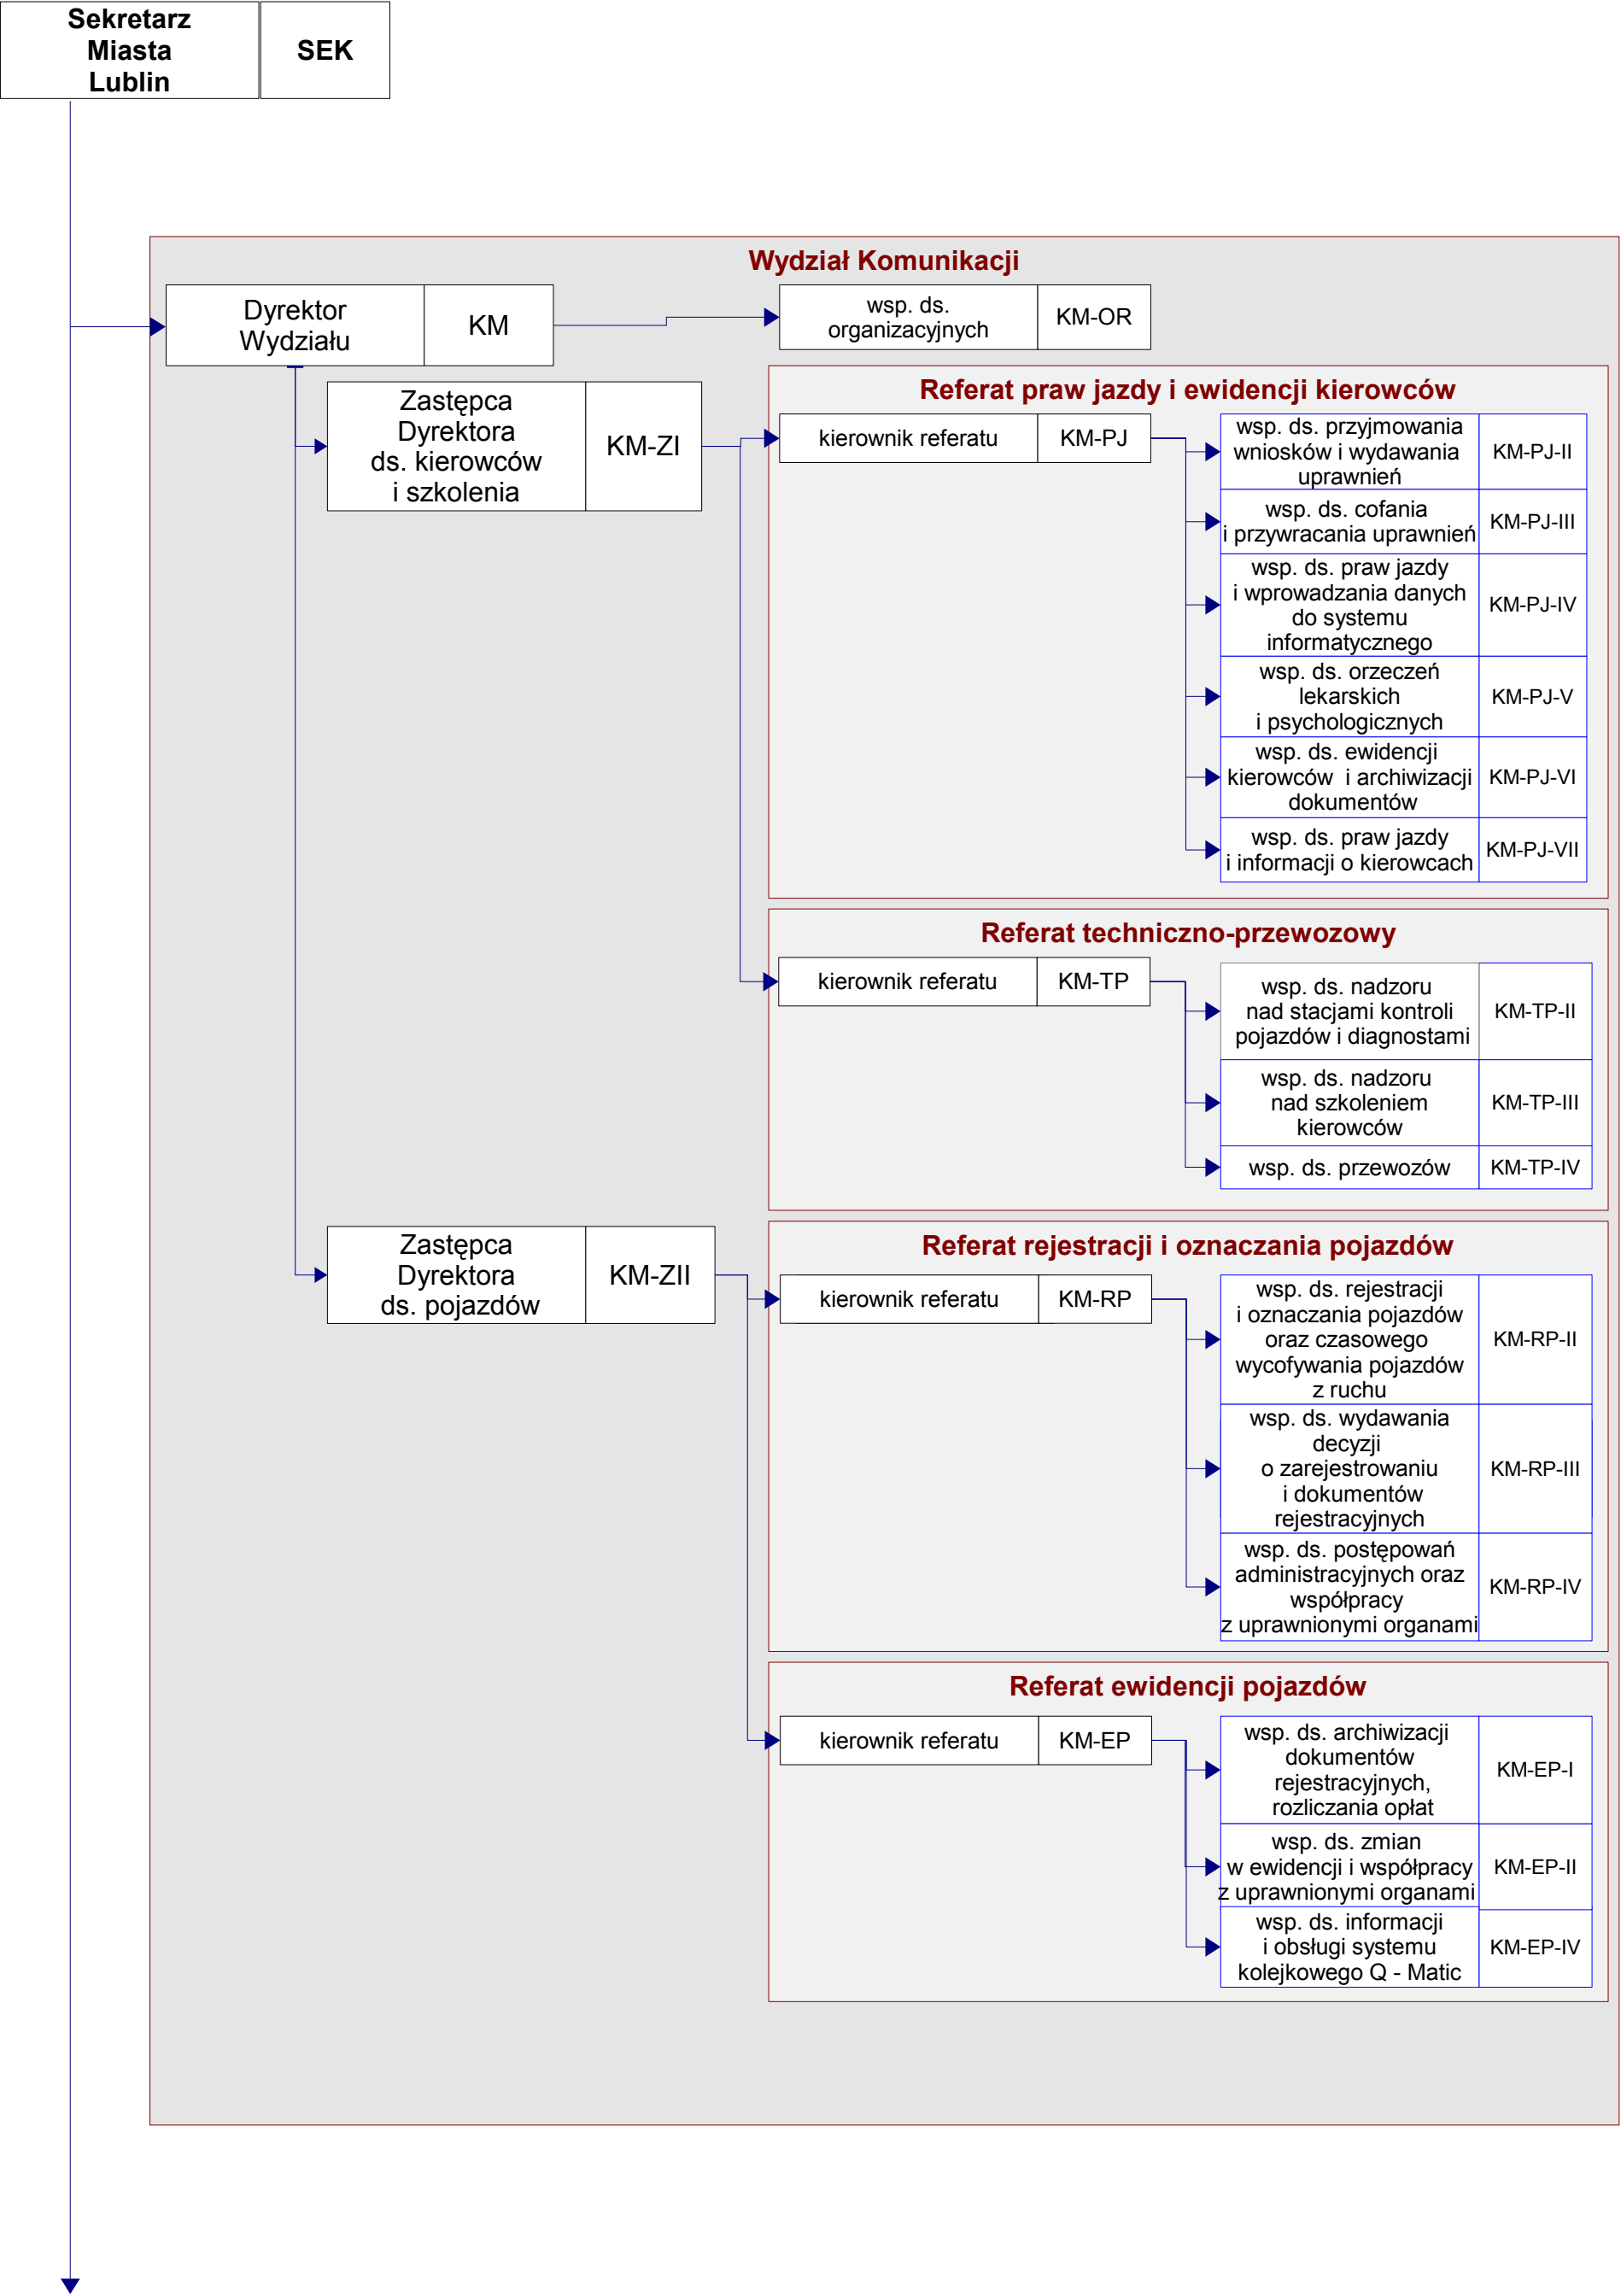 Sekretarz
Miasta
Lublin
SEK
Wydział Komunikacji
Dyrektor
Wydziału
KM
wsp. ds.
organizacyjnych
KM-OR
Zastępca
Dyrektora
ds. kierowców
i szkolenia
KM-ZI
Referat praw jazdy i ewidencji kierowców
kierownik referatu
KM-PJ
wsp. ds. przyjmowania
wniosków i wydawania
uprawnień
KM-PJ-II
wsp. ds. cofania
i przywracania uprawnień
KM-PJ-III
wsp. ds. praw jazdy
i wprowadzania danych
do systemu
informatycznego
KM-PJ-IV
wsp. ds. orzeczeń
lekarskich
i psychologicznych
KM-PJ-V
wsp. ds. ewidencji
kierowców i archiwizacji
dokumentów
KM-PJ-VI
wsp. ds. praw jazdy
i informacji o kierowcach
KM-PJ-VII
Referat techniczno-przewozowy
kierownik referatu
KM-TP
wsp. ds. nadzoru
nad stacjami kontroli
pojazdów i diagnostami
KM-TP-II
wsp. ds. nadzoru
nad szkoleniem
kierowców
KM-TP-III
wsp. ds. przewozów
KM-TP-IV
Zastępca
Dyrektora
ds. pojazdów
KM-ZII
Referat rejestracji i oznaczania pojazdów
kierownik referatu
KM-RP
wsp. ds. rejestracji
i oznaczania pojazdów
oraz czasowego
wycofywania pojazdów
z ruchu
KM-RP-II
wsp. ds. wydawania
decyzji
o zarejestrowaniu
i dokumentów
rejestracyjnych
KM-RP-III
wsp. ds. postępowań
administracyjnych oraz
współpracy
z uprawnionymi organami
KM-RP-IV
Referat ewidencji pojazdów
kierownik referatu
KM-EP
wsp. ds. archiwizacji
dokumentów
rejestracyjnych,
rozliczania opłat
KM-EP-I
wsp. ds. zmian
w ewidencji i współpracy
z uprawnionymi organami
KM-EP-II
wsp. ds. informacji
i obsługi systemu
kolejkowego Q - Matic
KM-EP-IV